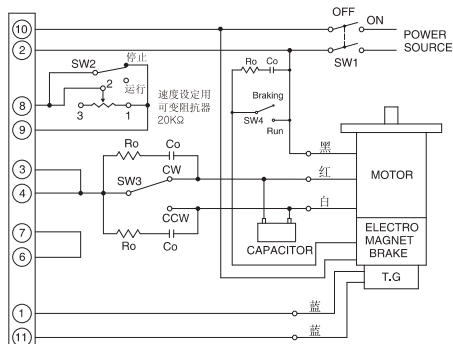 OFF
ON
10
POWER
SOURCE
2
SW1
停止
SW2
运行
Ro Co
Braking
SW4
Run
8
2
3
1
速度设定用
可变阻抗器
20KΩ
9
黑
Ro
Co
3
CW
红
MOTOR
4
SW3
白
CCW
7
Ro
Co
CAPACITOR
ELECTRO
MAGNET
BRAKE
6
T.G
1
蓝
11
蓝